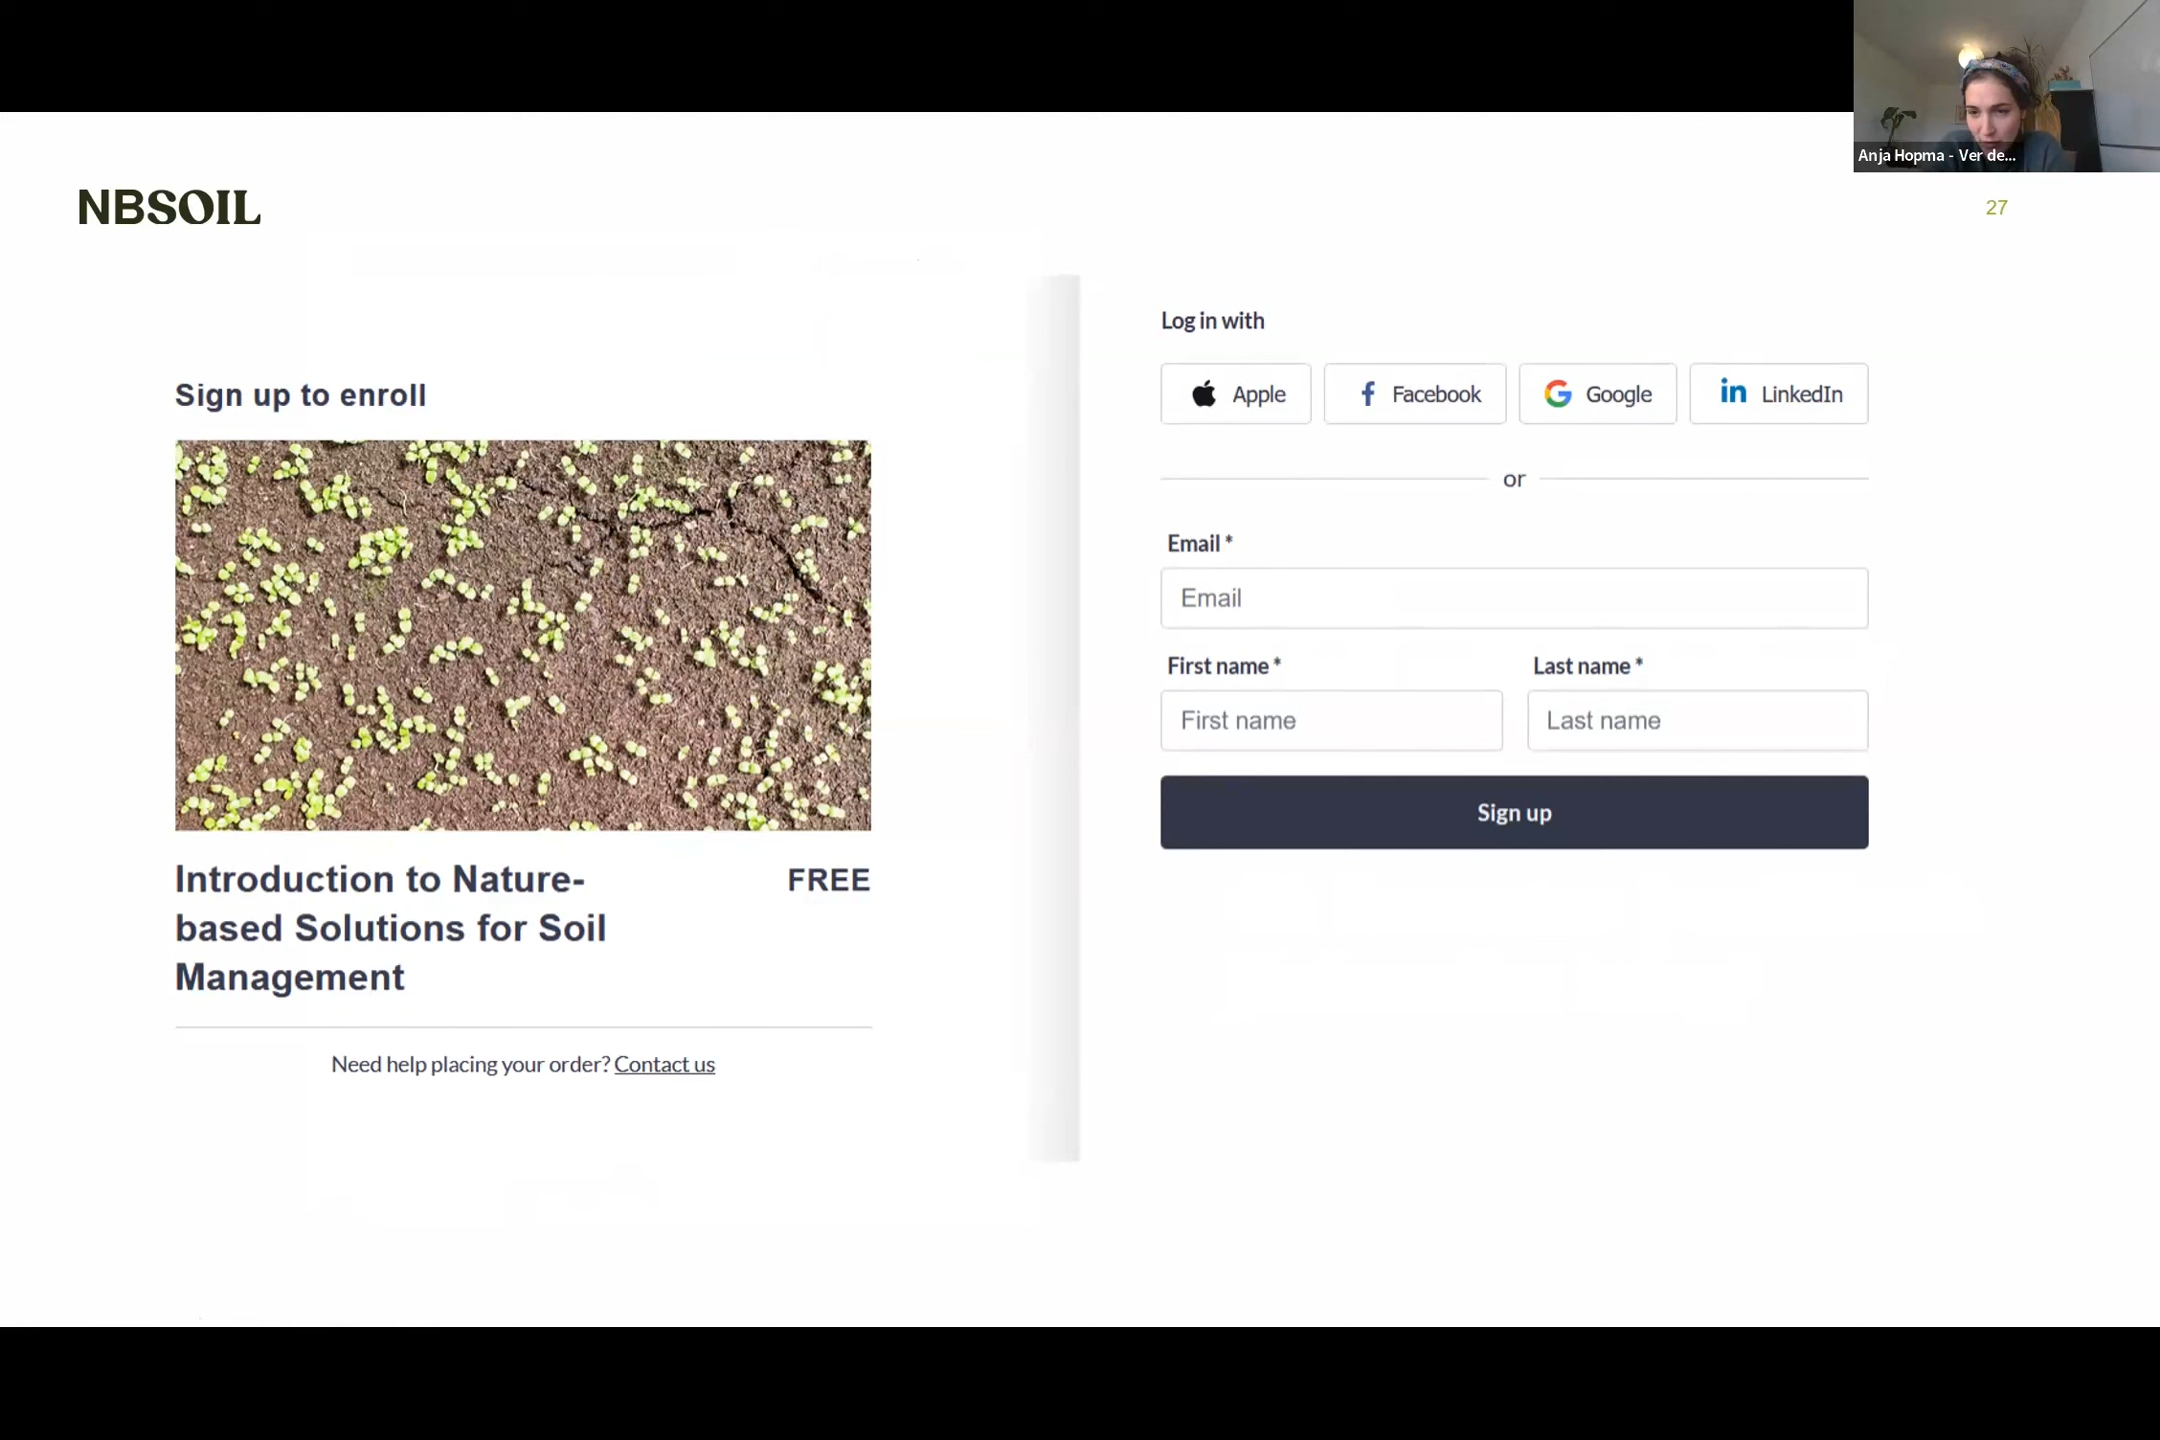 Anja Hopma - Ver de...
NBSOIL
27
Sign up to enroll
Introduction to Nature-
based Solutions for Soil
Management
FREE
Need help placing your order? Contact us
Log in with
Apple
Facebook
Google
LinkedIn
or
Email *
Email
First name *
Last name *
First name
Last name
Sign up